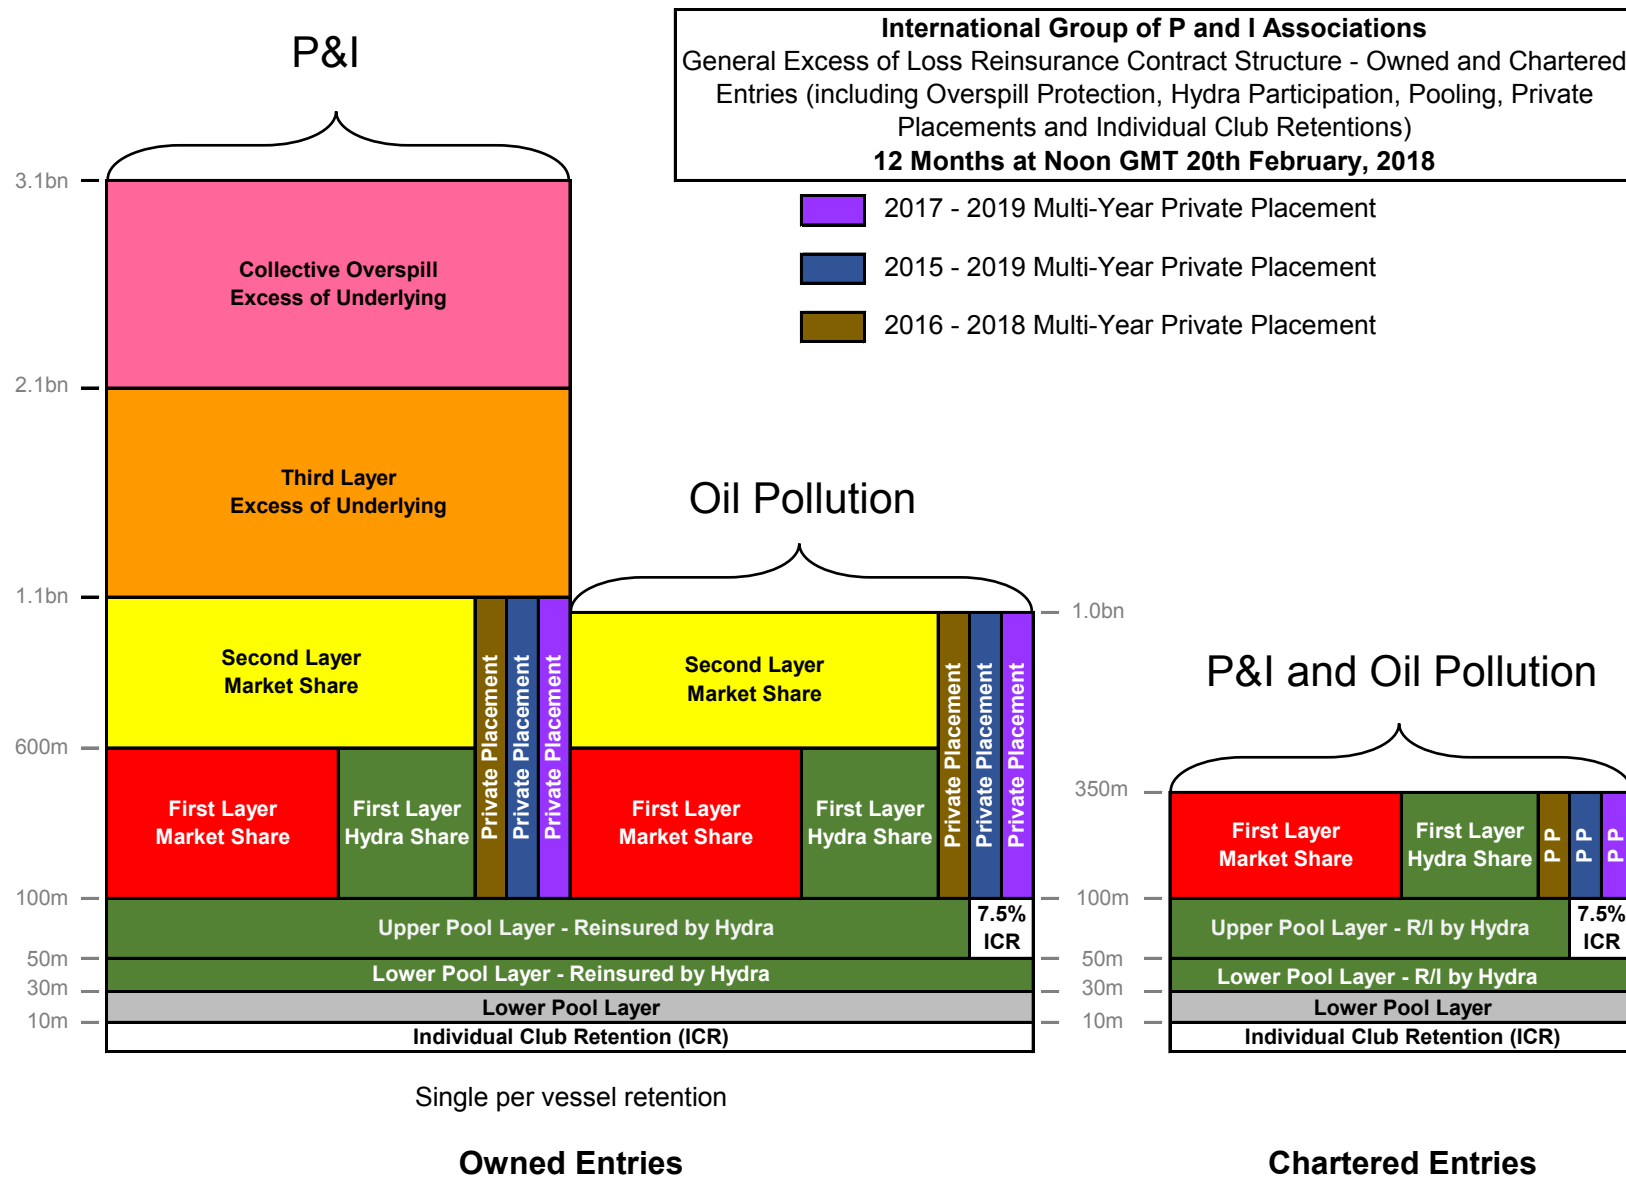 International Group of P and I Associations
General Excess of Loss Reinsurance Contract Structure - Owned and Chartered
Entries (including Overspill Protection, Hydra Participation, Pooling, Private
Placements and Individual Club Retentions)
12 Months at Noon GMT 20th February, 2018
P&I
2017 - 2019 Multi-Year Private Placement
2015 - 2019 Multi-Year Private Placement
2016 - 2018 Multi-Year Private Placement
3.1bn
2.1bn
1.1bn
600m
100m
50m
30m
10m
Collective Overspill
Excess of Underlying
Third Layer
Excess of Underlying
Second Layer
Market Share
First Layer
Market Share
First Layer
Hydra Share
Private Placement
Private Placement
Private Placement
Oil Pollution
Second Layer
Market Share
First Layer
Market Share
First Layer
Hydra Share
Private Placement
Private Placement
Private Placement
Upper Pool Layer - Reinsured by Hydra
7.5%
ICR
Lower Pool Layer - Reinsured by Hydra
Lower Pool Layer
Individual Club Retention (ICR)
1.0bn
350m
100m
50m
30m
10m
P&I and Oil Pollution
First Layer
Market Share
First Layer
Hydra Share
P P
P P
P P
Upper Pool Layer - R/I by Hydra
7.5%
ICR
Lower Pool Layer - R/I by Hydra
Lower Pool Layer
Individual Club Retention (ICR)
Single per vessel retention
Owned Entries
Chartered Entries